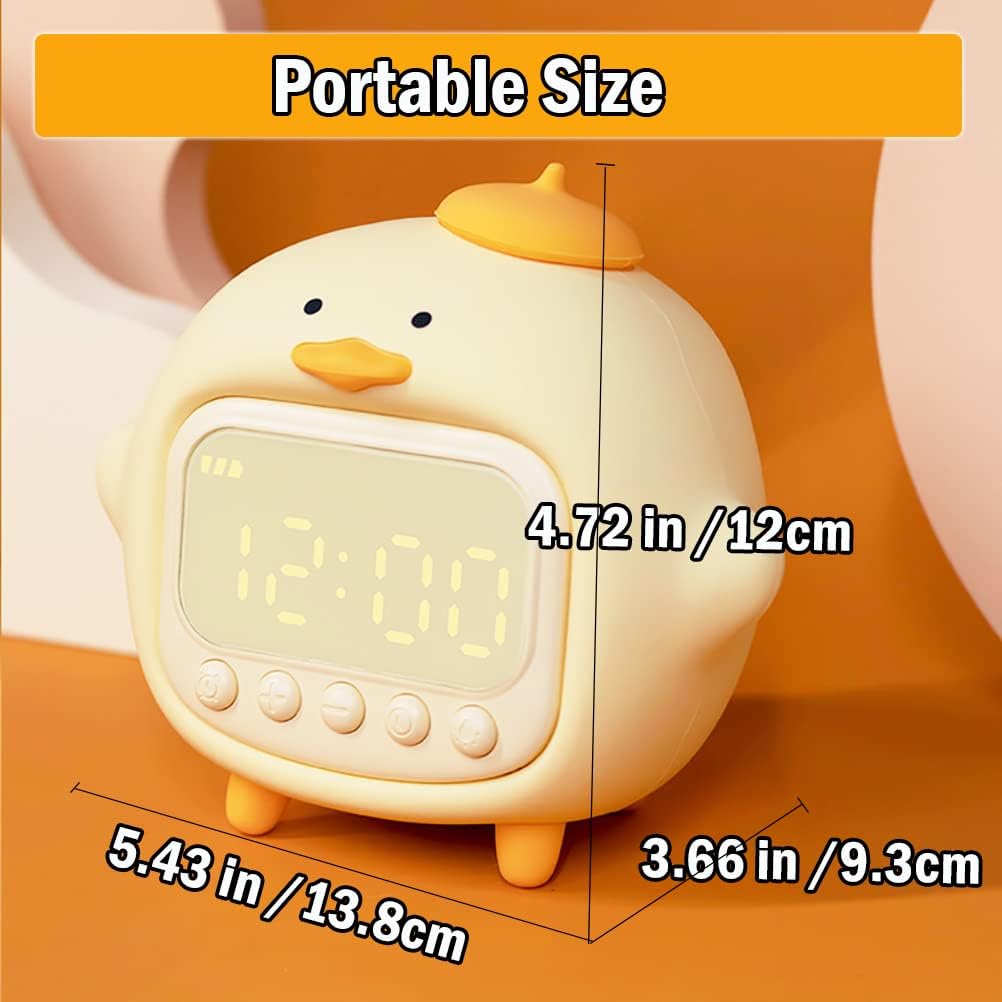 Portable Size
4.72 in /12cm
12:00
5.43 in /13.8cm
3.66 in /9.3cm